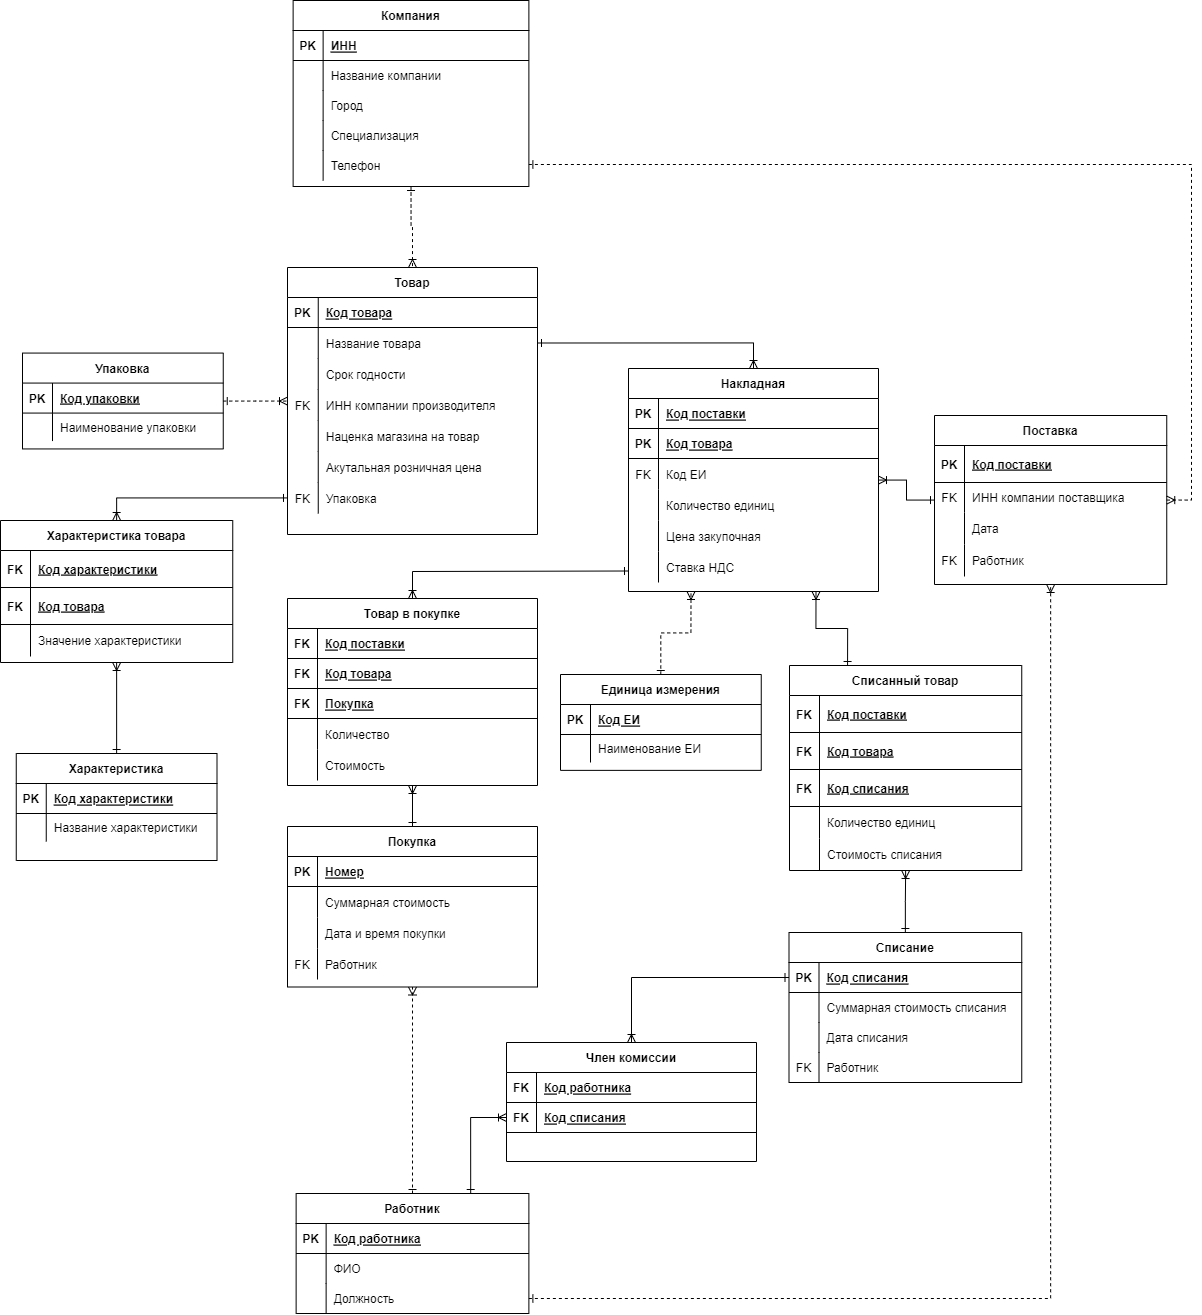 Компания
PK ИНН
Название компании
Город
Специализация
Телефон
Товар
PK Код товара
Название товара
Срок годности
FK ИНН компании производителя
Наценка магазина на товар
Акутальная розничная цена
FK Упаковка
Упаковка
PK Код упаковки
Наименование упаковки
Накладная
PK Код поставки
PK Код товара
FK Код ЕИ
Количество единиц
Цена закупочная
Ставка НДС
Поставка
PK Код поставки
FK ИНН компании поставщика
Дата
FK Работник
Характеристика товара
FK Код характеристики
FK Код товара
Значение характеристики
Товар в покупке
FK Код поставки
FK Код товара
FK Покупка
Количество
Стоимость
Единица измерения
PK Код ЕИ
Наименование ЕИ
Списанный товар
FK Код поставки
FK Код товара
FK Код списания
Количество единиц
Стоимость списания
Характеристика
PK Код характеристики
Название характеристики
Покупка
PK Номер
Суммарная стоимость
Дата и время покупки
FK Работник
Списание
PK Код списания
Суммарная стоимость списания
Дата списания
FK Работник
Член комиссии
FK Код работника
FK Код списания
Работник
PK Код работника
ФИО
Должность